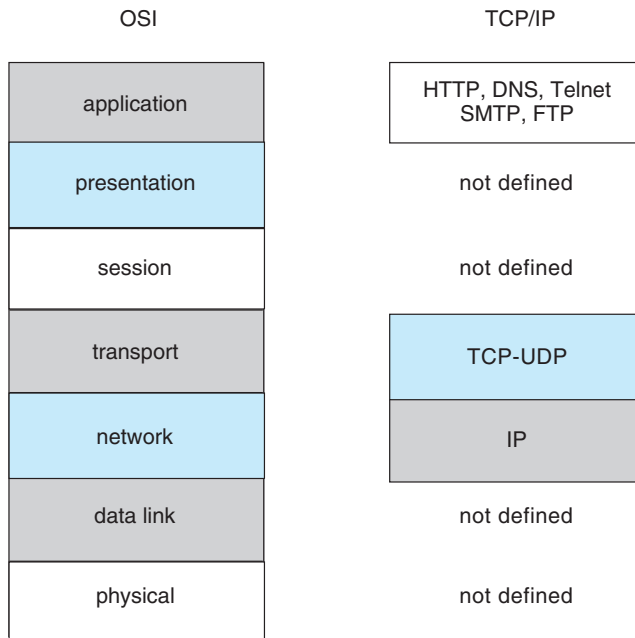 OSI
TCP/IP
application
HTTP, DNS, Telnet
SMTP, FTP
presentation
not defined
session
not defined
transport
TCP-UDP
network
IP
data link
not defined
physical
not defined